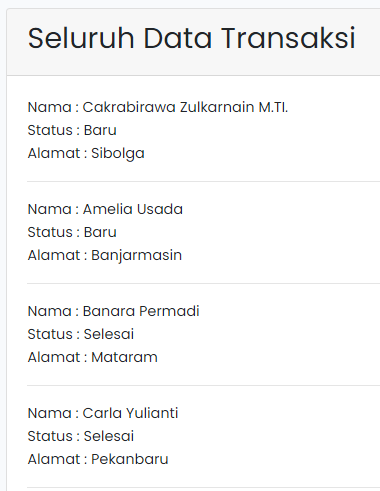 Seluruh Data Transaksi
Nama : Cakrabirawa Zulkarnain M.TI.
Status : Baru
Alamat : Sibolga
Nama : Amelia Usada
Status : Baru
Alamat : Banjarmasin
Nama : Banara Permadi
Status : Selesai
Alamat : Mataram
Nama : Carla Yulianti
Status : Selesai
Alamat : Pekanbaru